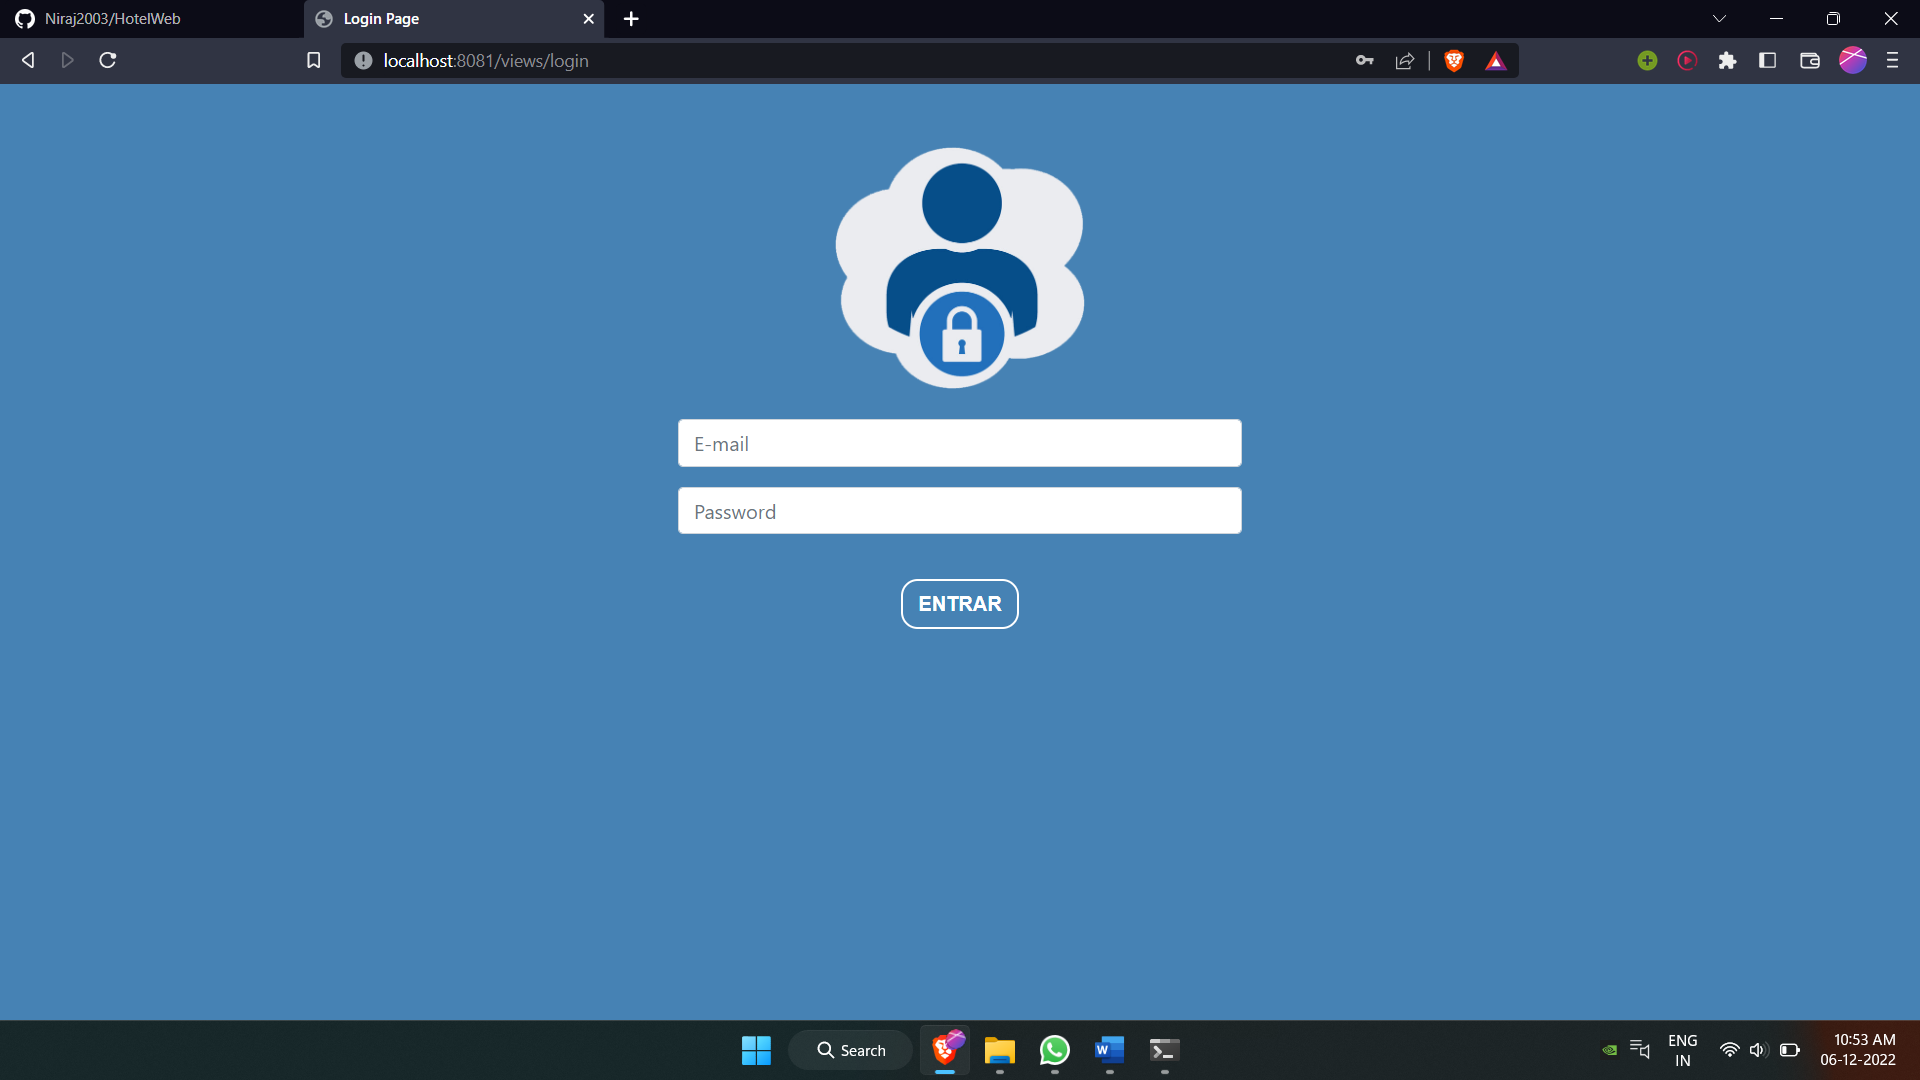 Niraj2003/HotelWeb
Login Page
localhost:8081/views/login
E-mail
Password
ENTRAR
Search
W
ENG
IN
10:53 AM
06-12-2022